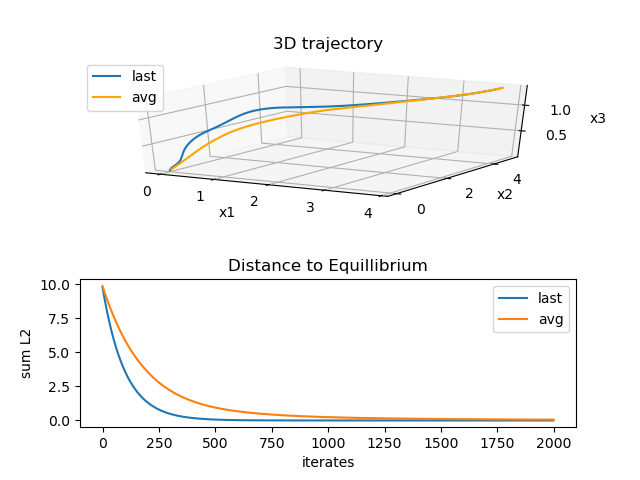 3D trajectory
last
avg
1.0
0.5
x3
0
1
2
3
4
x1
0
2
4
x2
Distance to Equillibrium
10.0
7.5
5.0
2.5
0.0
sum L2
last
avg
0 250 500 750 1000 1250 1500 1750 2000
iterates